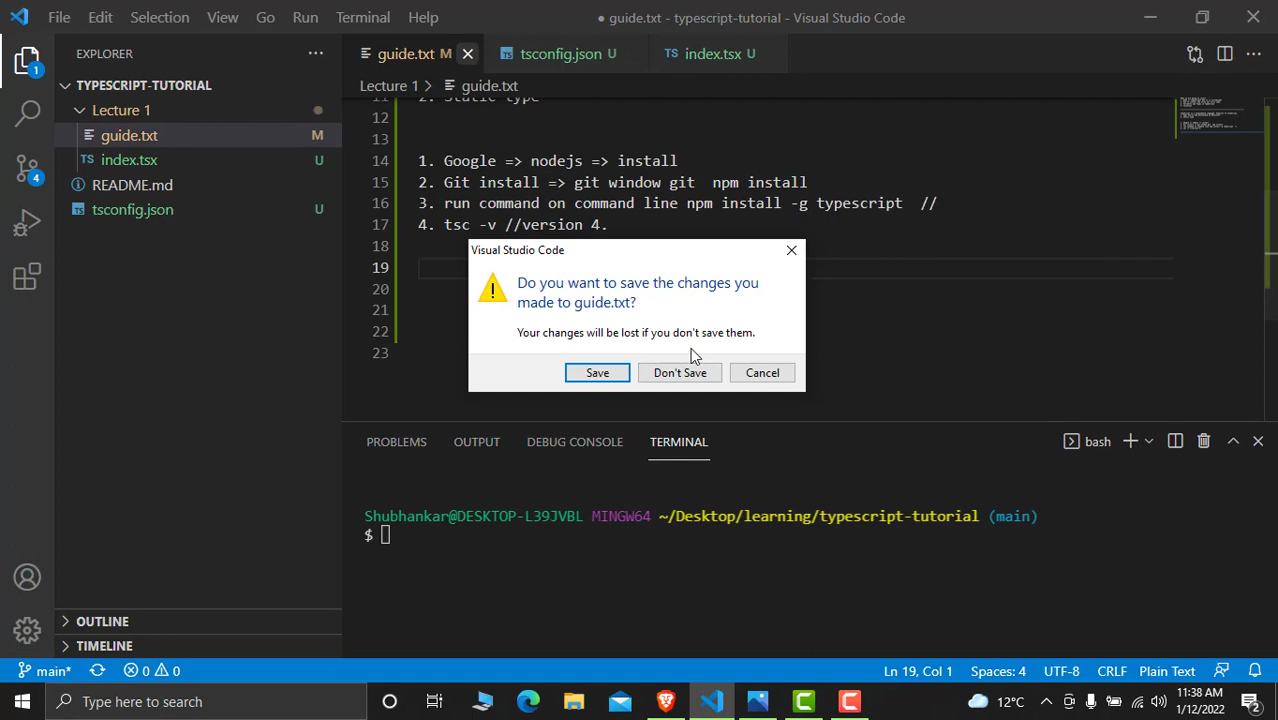 File Edit Selection View Go Run Terminal Help
● guide.txt - typescript-tutorial - Visual Studio Code
EXPLORER
TYPESCRIPT-TUTORIAL
Lecture 1
guide.txt M
index.tsx U
README.md
tsconfig.json U
OUTLINE
TIMELINE
1
4
guide.txt M
tsconfig.json U
index.tsx U
Lecture 1 > guide.txt
11 2. Static type
12
13
14 1. Google => nodejs => install
15 2. Git install => git window git  npm install
16 3. run command on command line npm install -g typescript  //
17 4. tsc -v //version 4.
18
19
20
21
22
23
Visual Studio Code
Do you want to save the changes you
made to guide.txt?
Your changes will be lost if you don't save them.
Save
Don't Save
Cancel
PROBLEMS OUTPUT DEBUG CONSOLE TERMINAL
bash
Shubhankar@DESKTOP-L39JVBL MINGW64 ~/Desktop/learning/typescript-tutorial (main)
$
main* 0 0
Ln 19, Col 1 Spaces: 4 UTF-8 CRLF Plain Text
Type here to search
12°C
11:38 AM
1/12/2022
2